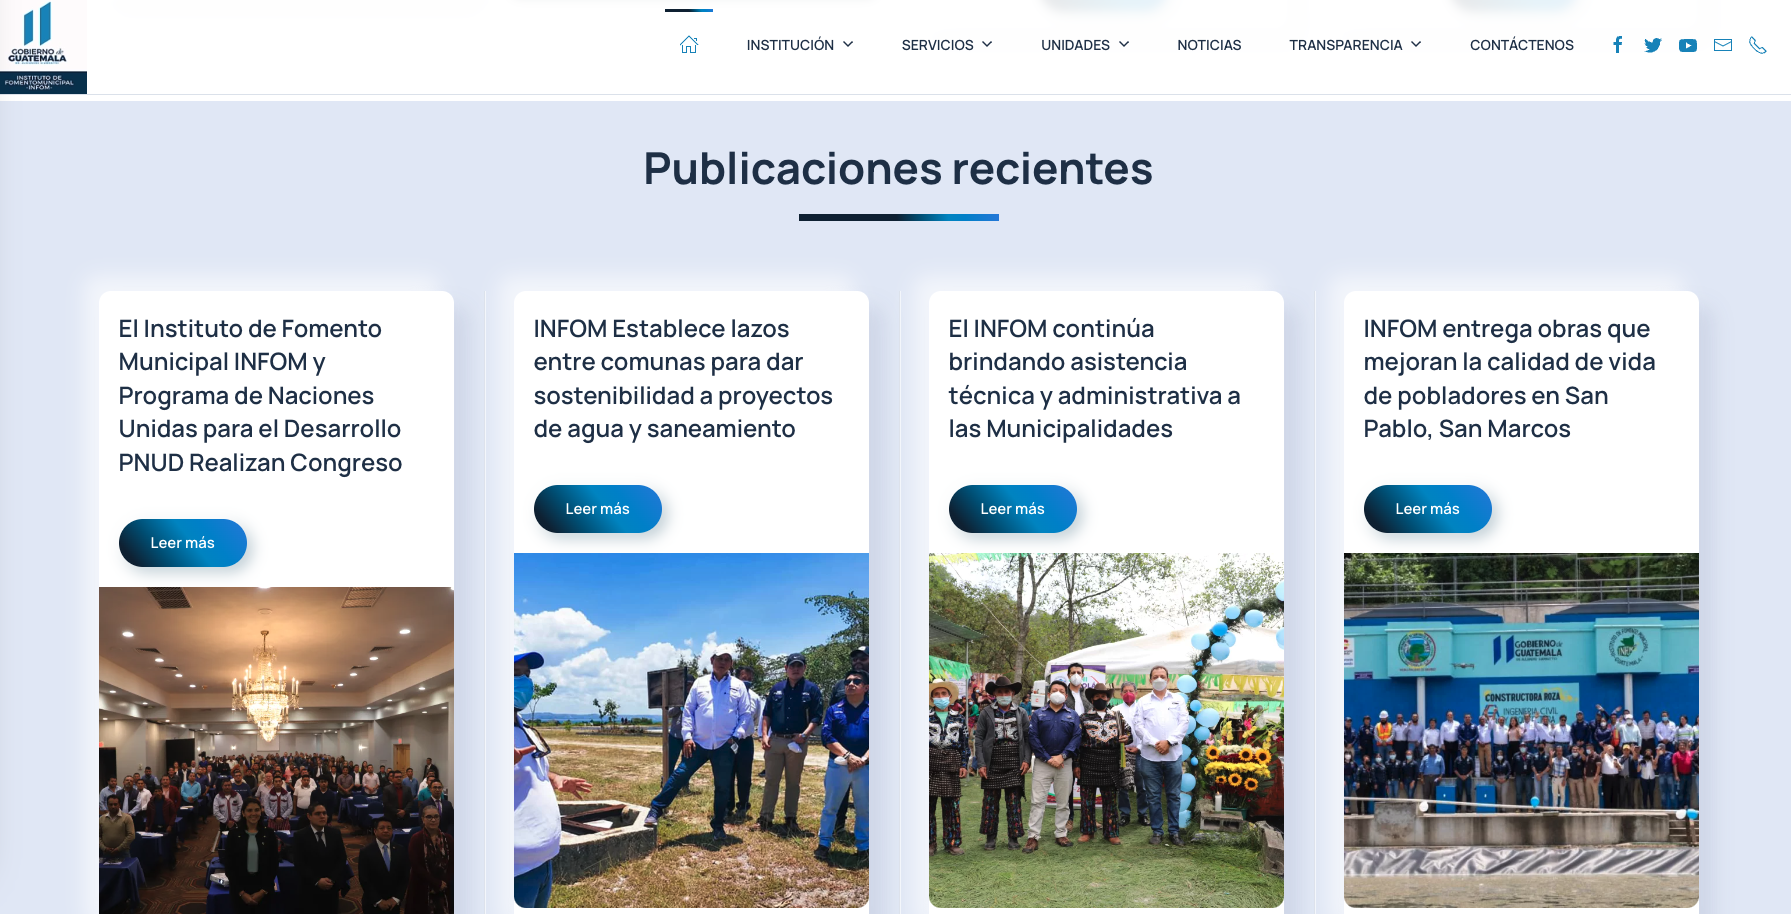 GOBIERNO de
GUATEMALA
INSTITUTO DE
FOMENTO MUNICIPAL
-INFOM-
INSTITUCIÓN
SERVICIOS
UNIDADES
NOTICIAS
TRANSPARENCIA
CONTÁCTENOS
Publicaciones recientes
El Instituto de Fomento
Municipal INFOM y
Programa de Naciones
Unidas para el Desarrollo
PNUD Realizan Congreso
Leer más
INFOM Establece lazos
entre comunas para dar
sostenibilidad a proyectos
de agua y saneamiento
Leer más
El INFOM continúa
brindando asistencia
técnica y administrativa a
las Municipalidades
Leer más
INFOM entrega obras que
mejoran la calidad de vida
de pobladores en San
Pablo, San Marcos
Leer más
GOBIERNO de
GUATEMALA
CONSTRUCTORA ROZA
INGENIERIA CIVIL